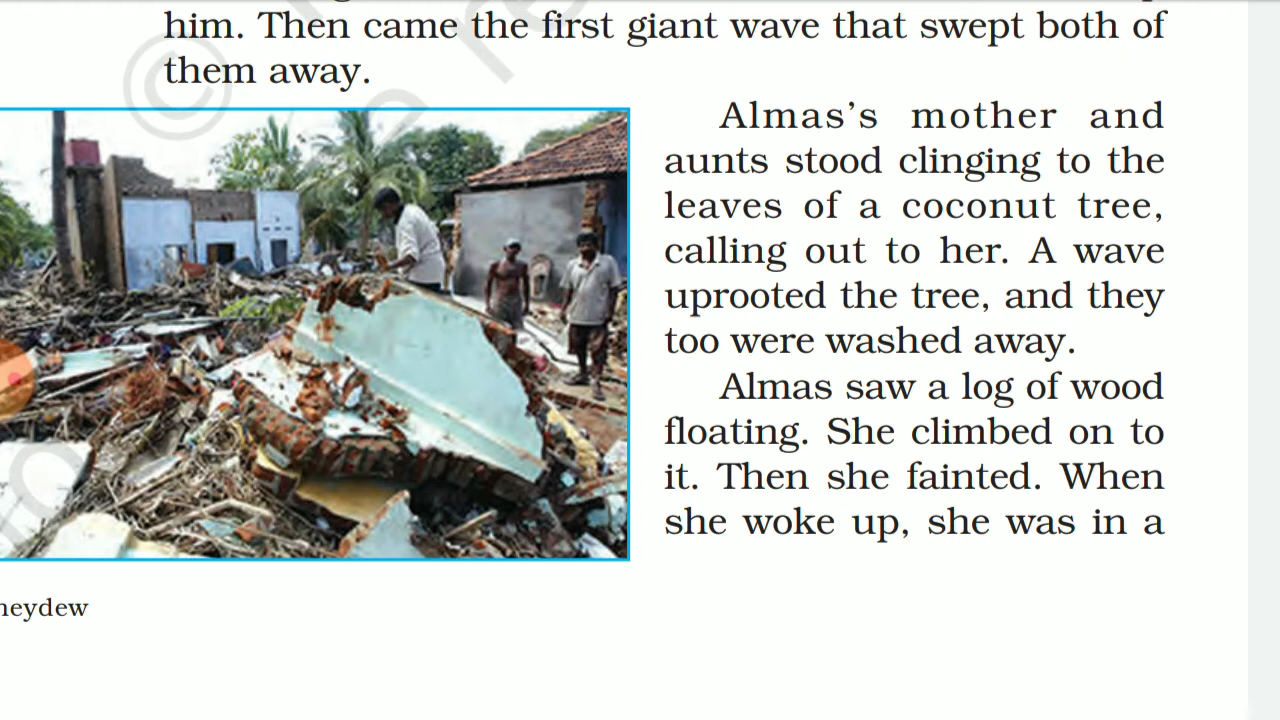 him. Then came the first giant wave that swept both of
them away.
Almas's mother and
aunts stood clinging to the
leaves of a coconut tree,
calling out to her. A wave
uprooted the tree, and they
too were washed away.
Almas saw a log of wood
floating. She climbed on to
it. Then she fainted. When
she woke up, she was in a